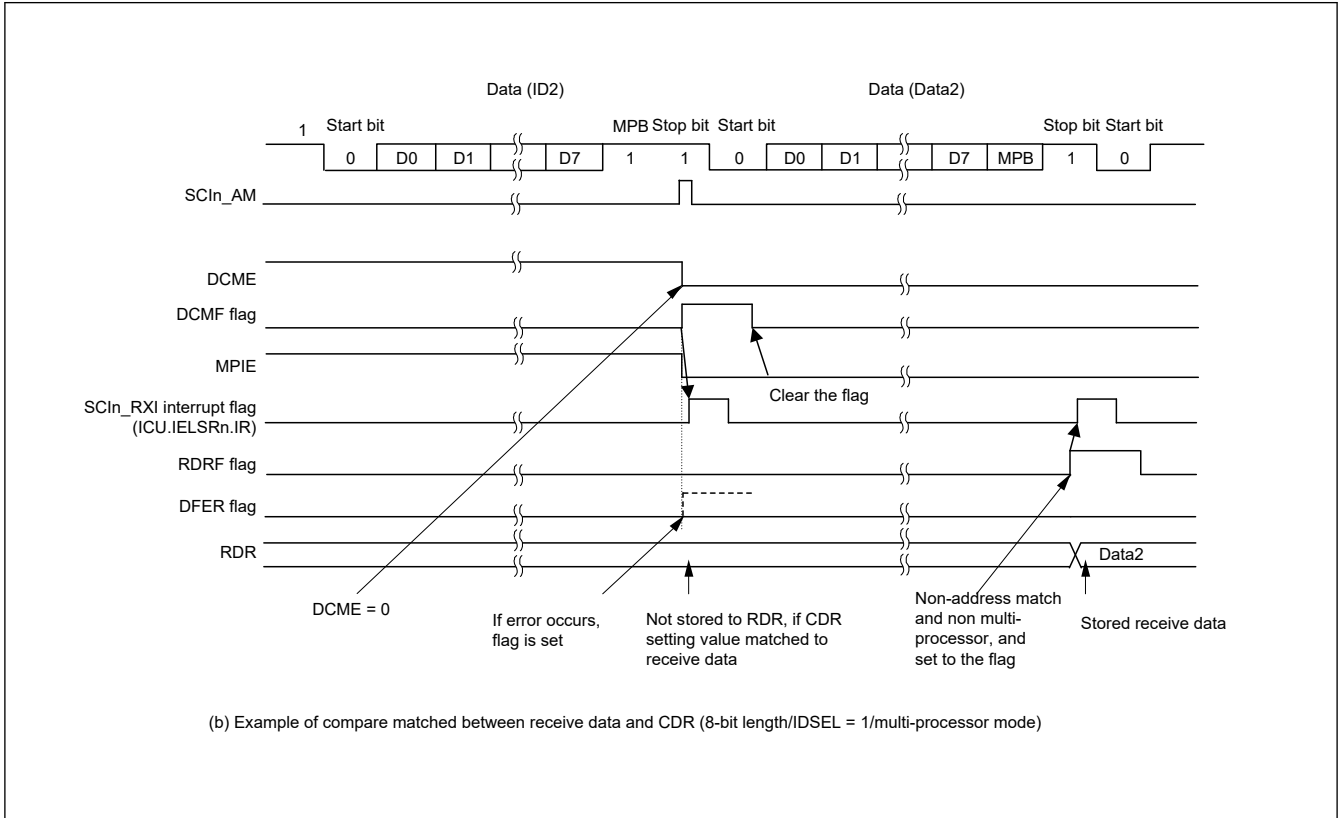 Data (ID2) Data (Data2)
1 Start bit MPB Stop bit Start bit Stop bit Start bit
0 D0 D1 D7 1 1 0 D0 D1 D7 MPB 1 0
SCIn_AM
DCME
DCMF flag
MPIE
Clear the flag
SCIn_RXI interrupt flag
(ICU.IELSRn.IR)
RDRF flag
DFER flag
RDR Data2
DCME = 0
If error occurs,
flag is set
Not stored to RDR, if CDR
setting value matched to
receive data
Non-address match
and non multi-
processor, and
set to the flag
Stored receive data
(b) Example of compare matched between receive data and CDR (8-bit length/IDSEL = 1/multi-processor mode)